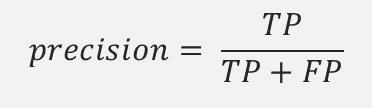 precision = TP / TP + FP